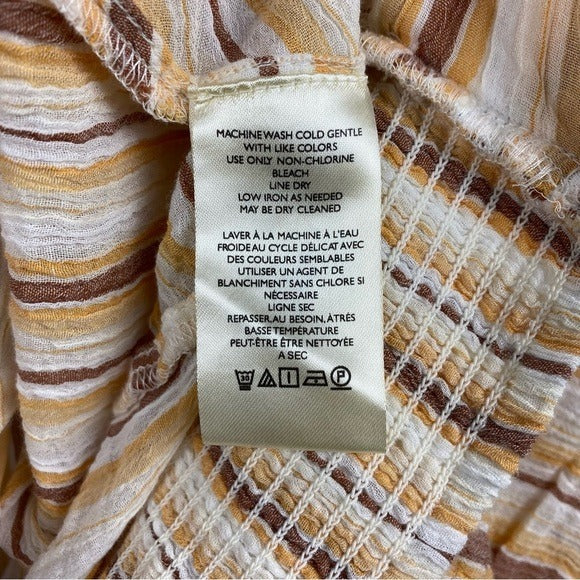 MACHINE WASH COLD GENTLE
WITH LIKE COLORS
USE ONLY NON-CHLORINE
BLEACH
LINE DRY
LOW IRON AS NEEDED
MAY BE DRY CLEANED
LAVER À LA MACHINE À L'EAU
FROIDE AU CYCLE DÉLICAT AVEC
DES COULEURS SEMBLABLES
UTILISER UN AGENT DE
BLANCHIMENT SANS CHLORE SI
NÉCESSAIRE
LIGNE SEC
REPASSER, AU BESOIN, À TRÉS
BASSE TEMPÉRATURE
PEUT-ÊTRE ÊTRE NETTOYÉE
A SEC
30 P